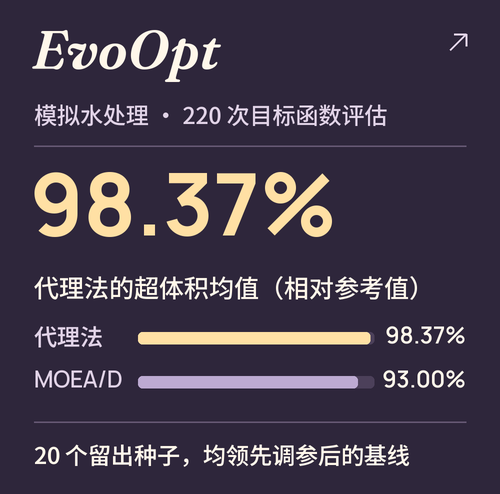 EvoOpt
模拟水处理 · 220 次目标函数评估
98.37%
代理法的超体积均值（相对参考值）
代理法 98.37%
MOEA/D 93.00%
20 个留出种子，均领先调参后的基线